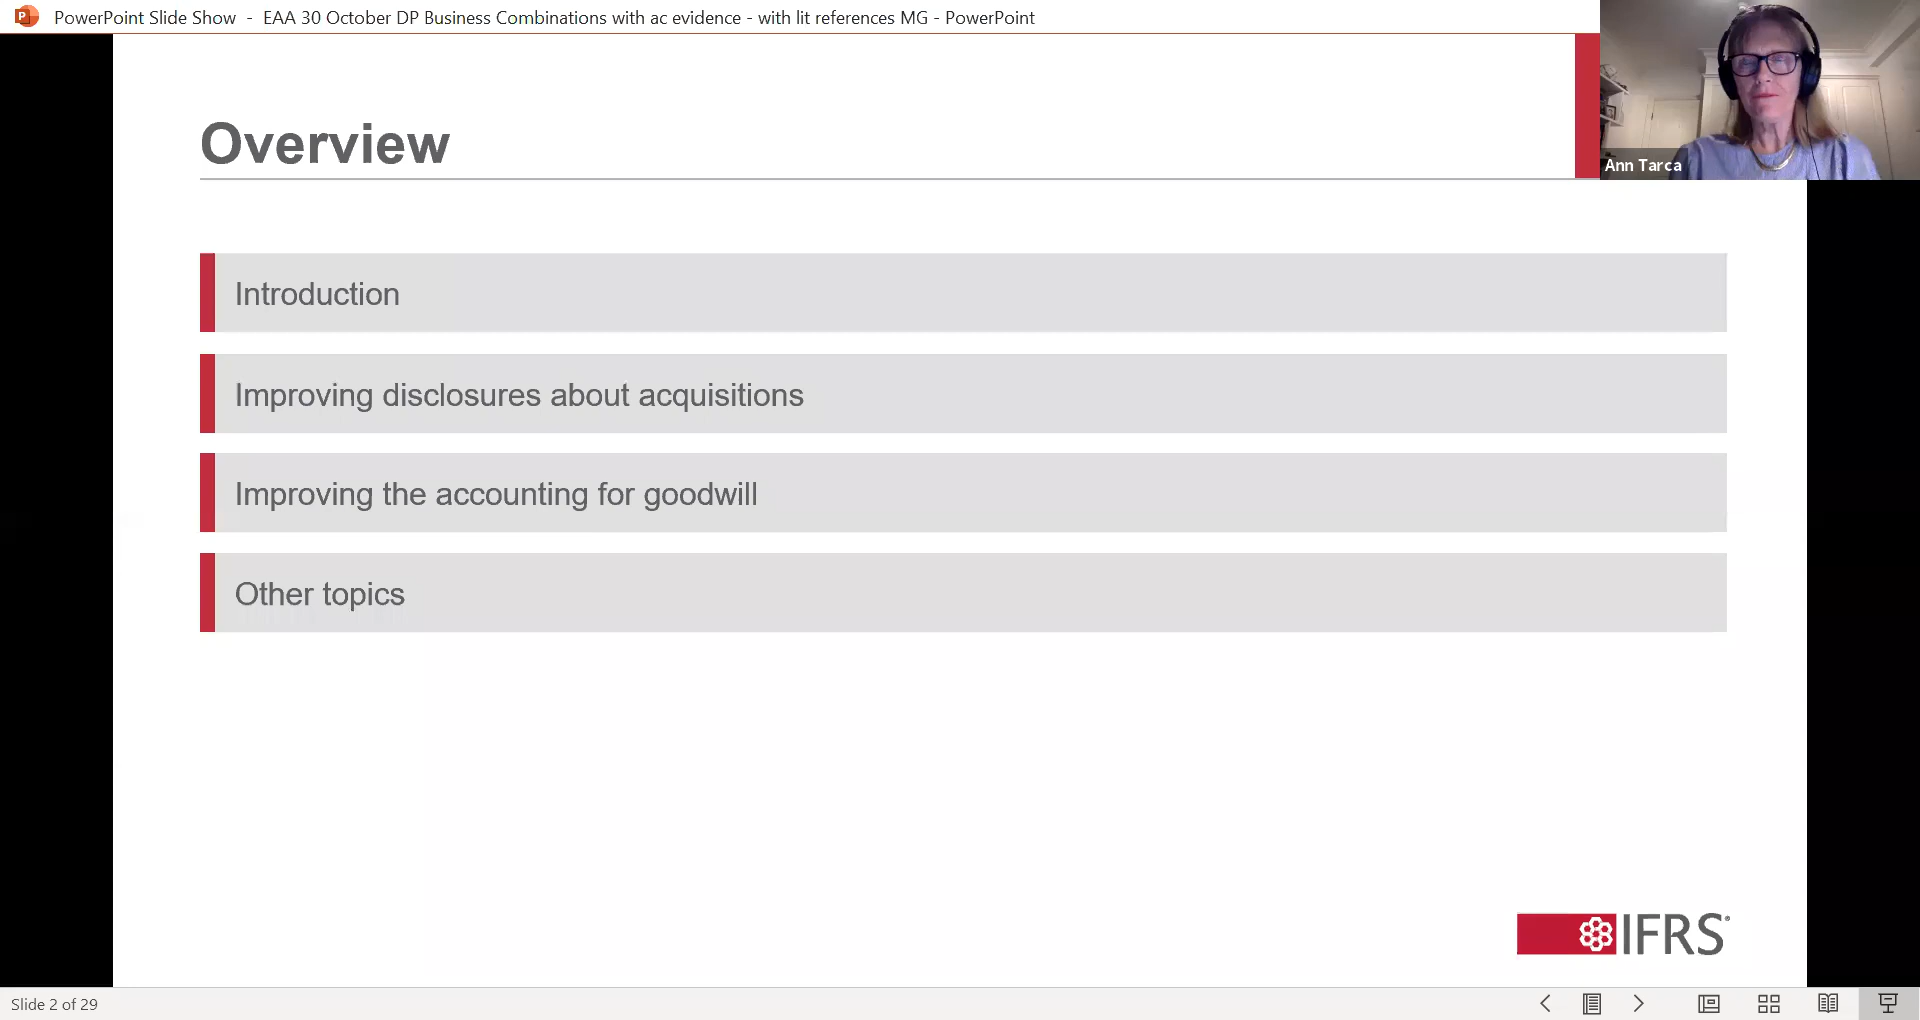 PowerPoint Slide Show - EAA 30 October DP Business Combinations with ac evidence - with lit references MG - PowerPoint
Ann Tarca
Overview
Introduction
Improving disclosures about acquisitions
Improving the accounting for goodwill
Other topics
IFRS®
Slide 2 of 29